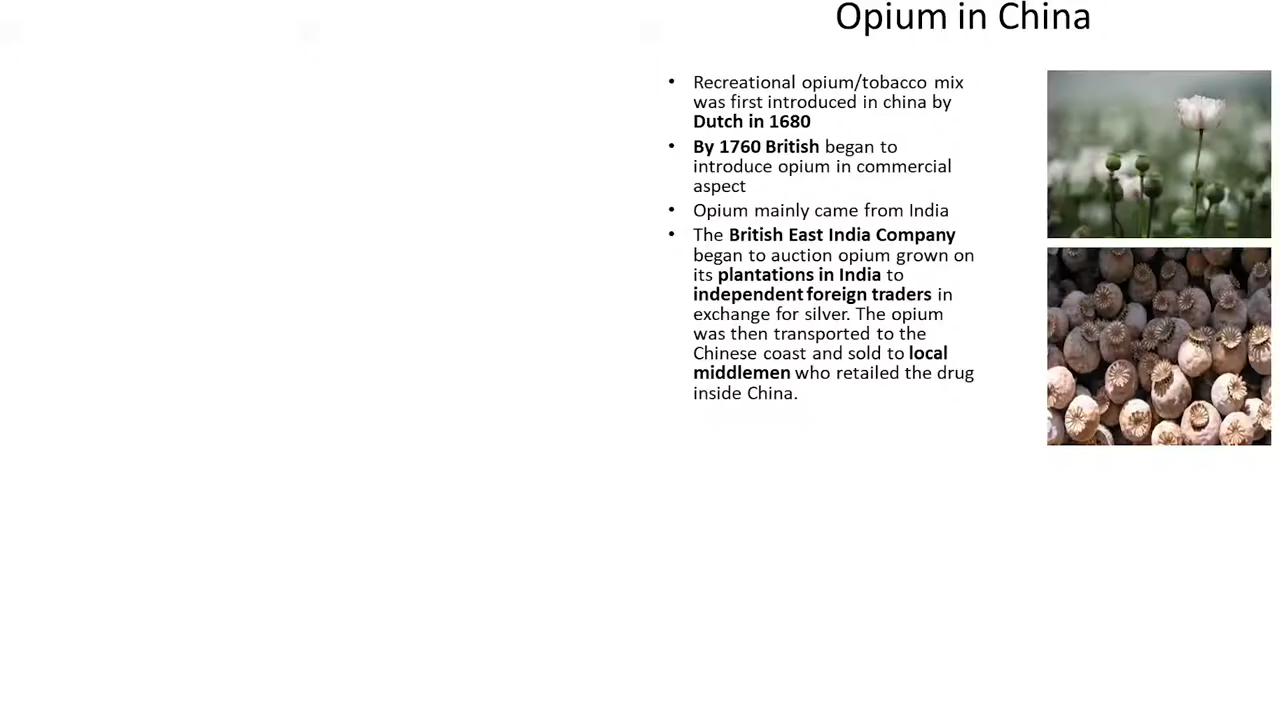 Opium in China
• Recreational opium/tobacco mix
was first introduced in china by
Dutch in 1680
• By 1760 British began to
introduce opium in commercial
aspect
• Opium mainly came from India
• The British East India Company
began to auction opium grown on
its plantations in India to
independent foreign traders in
exchange for silver. The opium
was then transported to the
Chinese coast and sold to local
middlemen who retailed the drug
inside China.